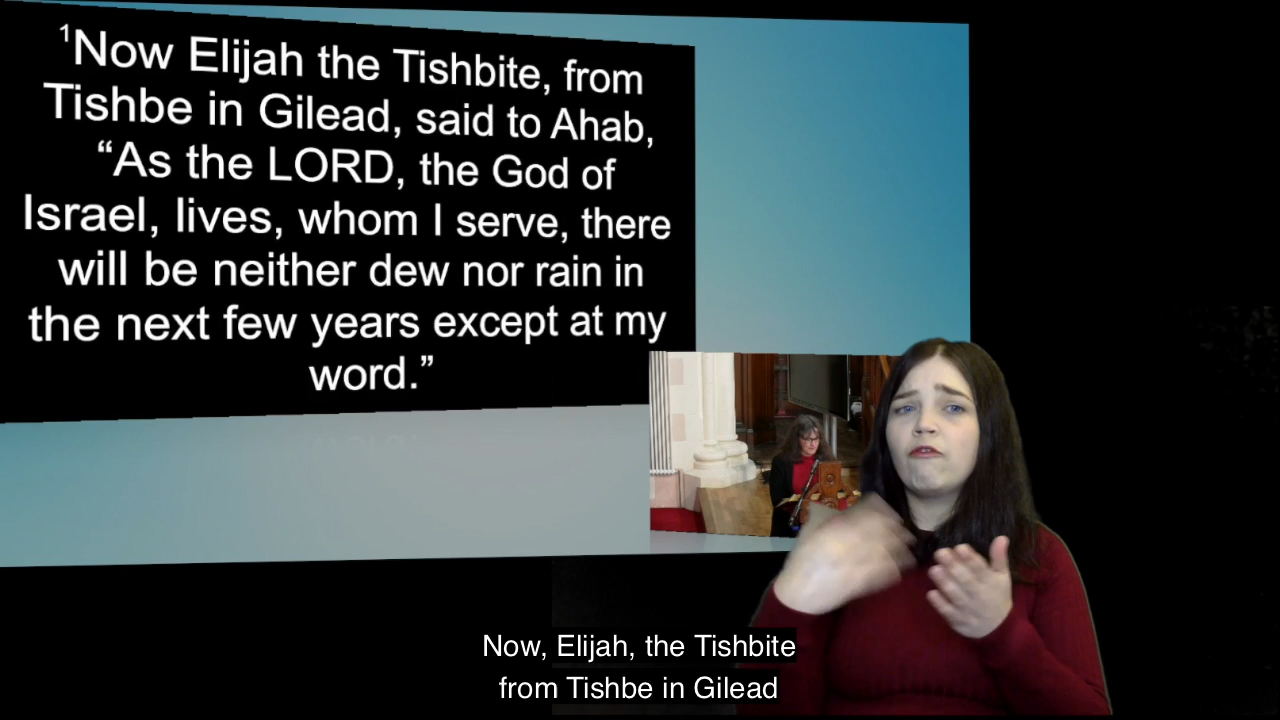 ¹Now Elijah the Tishbite, from
Tishbe in Gilead, said to Ahab,
“As the LORD, the God of
Israel, lives, whom I serve, there
will be neither dew nor rain in
the next few years except at my
word.”
Now, Elijah, the Tishbite
from Tishbe in Gilead